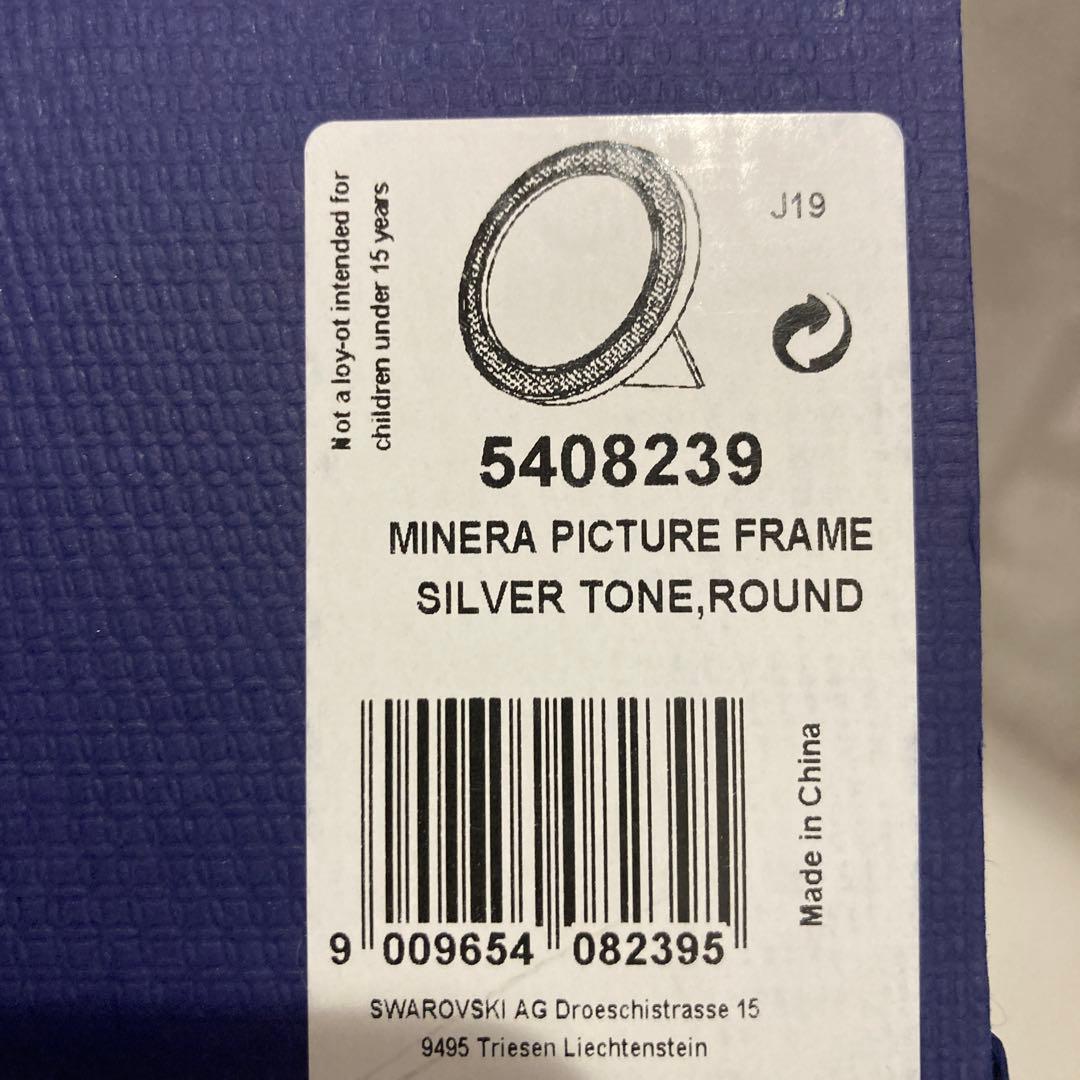 Not a loy-ot intended for
children under 15 years
J19
5408239
MINERA PICTURE FRAME
SILVER TONE,ROUND
Made in China
9 009654 082395
SWAROVSKI AG Droeschistrasse 15
9495 Triesen Liechtenstein